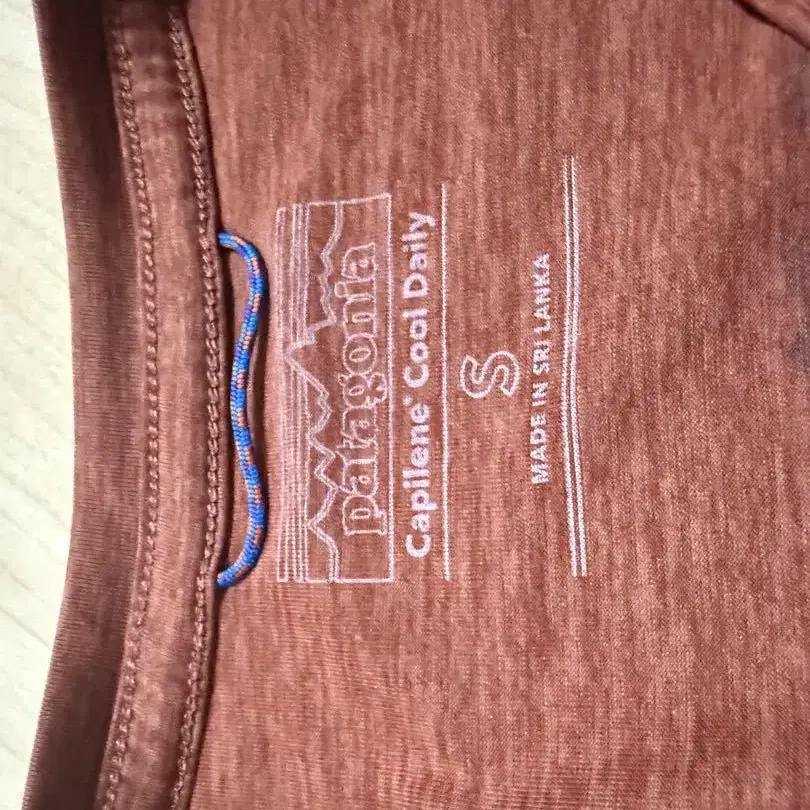 patagonia
Capilene® Cool Daily
S
MADE IN SRI LANKA